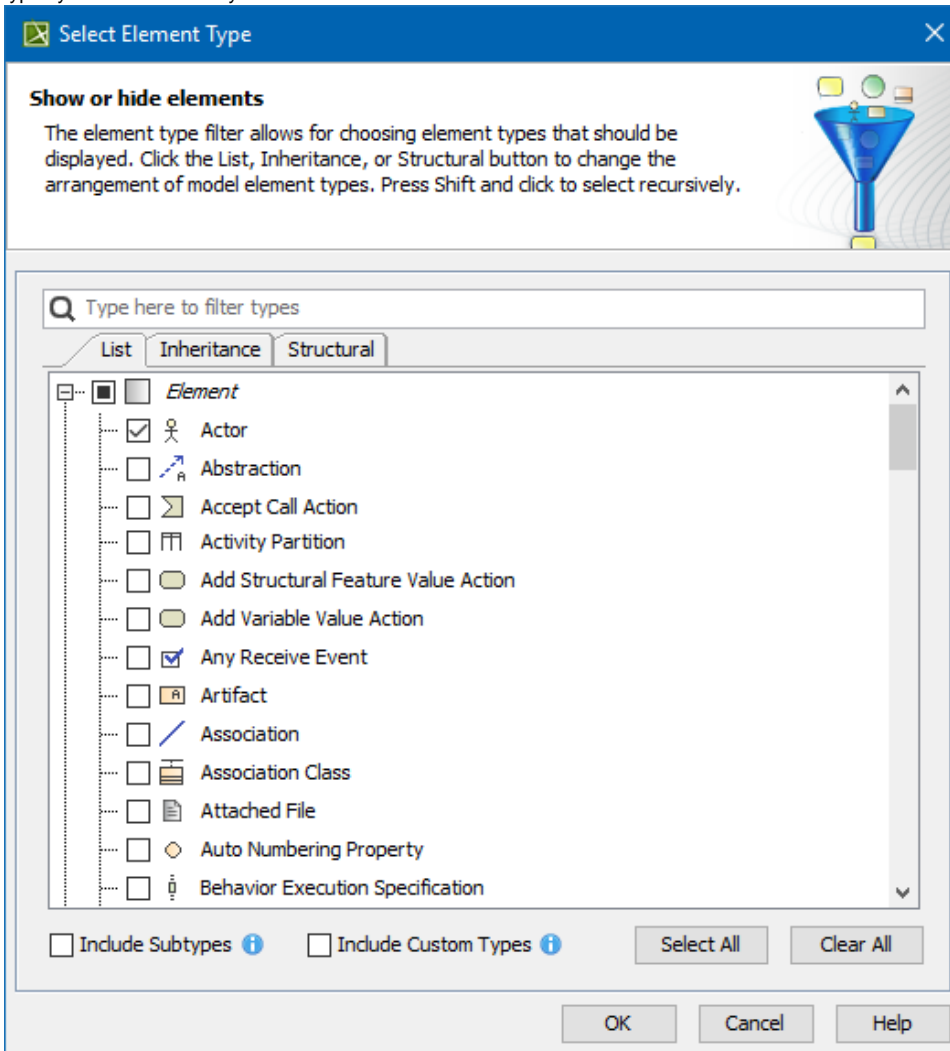 Select Element Type
Show or hide elements
The element type filter allows for choosing element types that should be
displayed. Click the List, Inheritance, or Structural button to change the
arrangement of model element types. Press Shift and click to select recursively.
Type here to filter types
List Inheritance Structural
Element
Actor
Abstraction
Accept Call Action
Activity Partition
Add Structural Feature Value Action
Add Variable Value Action
Any Receive Event
Artifact
Association
Association Class
Attached File
Auto Numbering Property
Behavior Execution Specification
Include Subtypes Include Custom Types Select All Clear All
OK Cancel Help